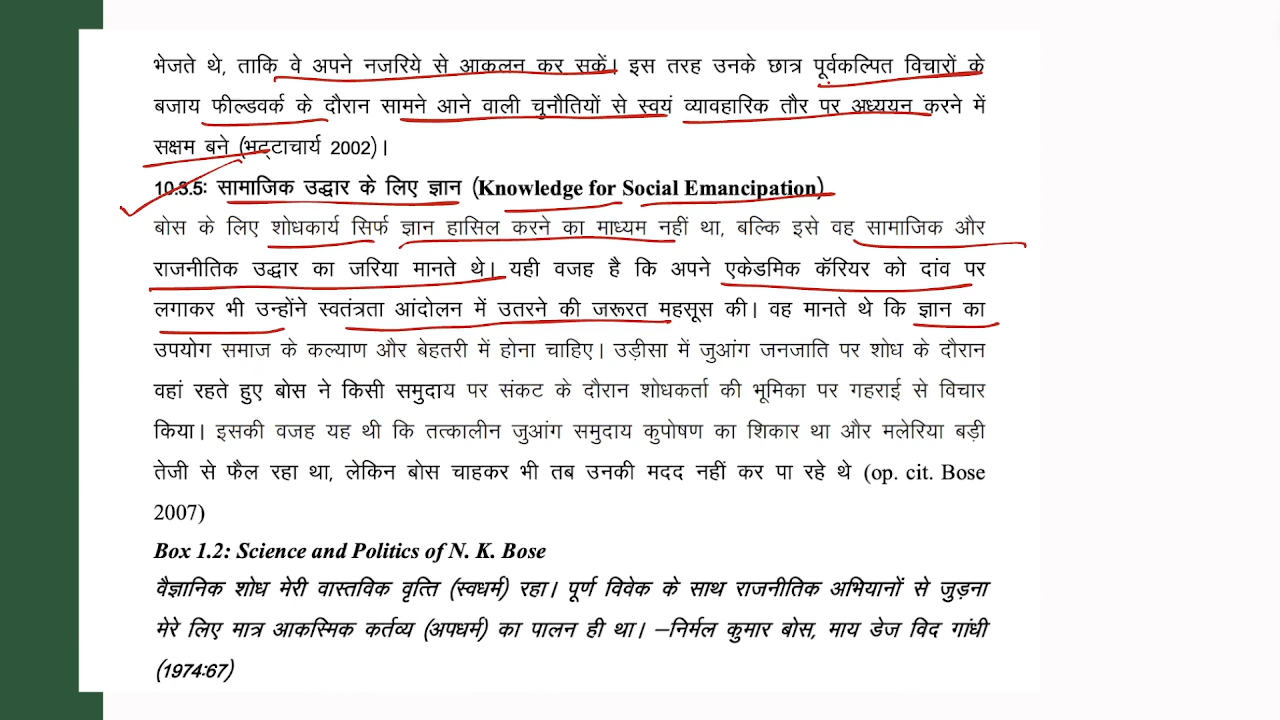 भेजते थे, ताकि वे अपने नजरिये से आकलन कर सकें। इस तरह उनके छात्र पूर्वकल्पित विचारों के
बजाय फील्डवर्क के दौरान सामने आने वाली चुनौतियों से स्वयं व्यावहारिक तौर पर अध्ययन करने में
सक्षम बने (भट्टाचार्य 2002)।
10.3.5: सामाजिक उद्धार के लिए ज्ञान (Knowledge for Social Emancipation)
बोस के लिए शोधकार्य सिर्फ ज्ञान हासिल करने का माध्यम नहीं था, बल्कि इसे वह सामाजिक और
राजनीतिक उद्धार का जरिया मानते थे। यही वजह है कि अपने एकेडमिक कॅरियर को दांव पर
लगाकर भी उन्होंने स्वतंत्रता आंदोलन में उतरने की जरूरत महसूस की। वह मानते थे कि ज्ञान का
उपयोग समाज के कल्याण और बेहतरी में होना चाहिए। उड़ीसा में जुआंग जनजाति पर शोध के दौरान
वहां रहते हुए बोस ने किसी समुदाय पर संकट के दौरान शोधकर्ता की भूमिका पर गहराई से विचार
किया। इसकी वजह यह थी कि तत्कालीन जुआंग समुदाय कुपोषण का शिकार था और मलेरिया बड़ी
तेजी से फैल रहा था, लेकिन बोस चाहकर भी तब उनकी मदद नहीं कर पा रहे थे (op. cit. Bose
2007)
Box 1.2: Science and Politics of N. K. Bose
वैज्ञानिक शोध मेरी वास्तविक वृत्ति (स्वधर्म) रहा। पूर्ण विवेक के साथ राजनीतिक अभियानों से जुड़ना
मेरे लिए मात्र आकस्मिक कर्तव्य (अपधर्म) का पालन ही था। –निर्मल कुमार बोस, माय डेज विद गांधी
(1974:67)